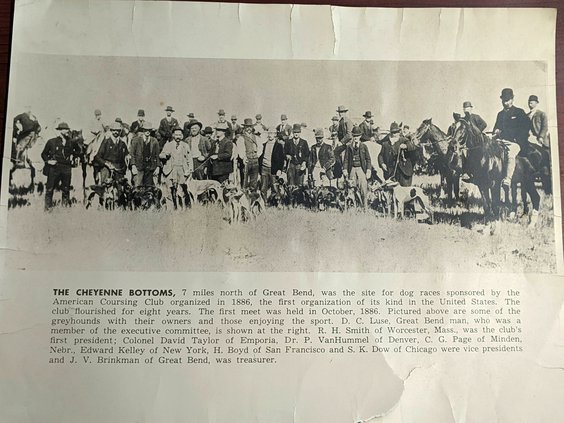 THE CHEYENNE BOTTOMS, 7 miles north of Great Bend, was the site for dog races sponsored by the
American Coursing Club organized in 1886, the first organization of its kind in the United States. The
club flourished for eight years. The first meet was held in October, 1886. Pictured above are some of the
greyhounds with their owners and those enjoying the sport. D. C. Luse, Great Bend man, who was a
member of the executive committee, is shown at the right. R. H. Smith of Worcester, Mass., was the club's
first president; Colonel David Taylor of Emporia, Dr. P. VanHummel of Denver, C. G. Page of Minden,
Nebr., Edward Kelley of New York, H. Boyd of San Francisco and S. K. Dow of Chicago were vice presidents
and J. V. Brinkman of Great Bend, was treasurer.